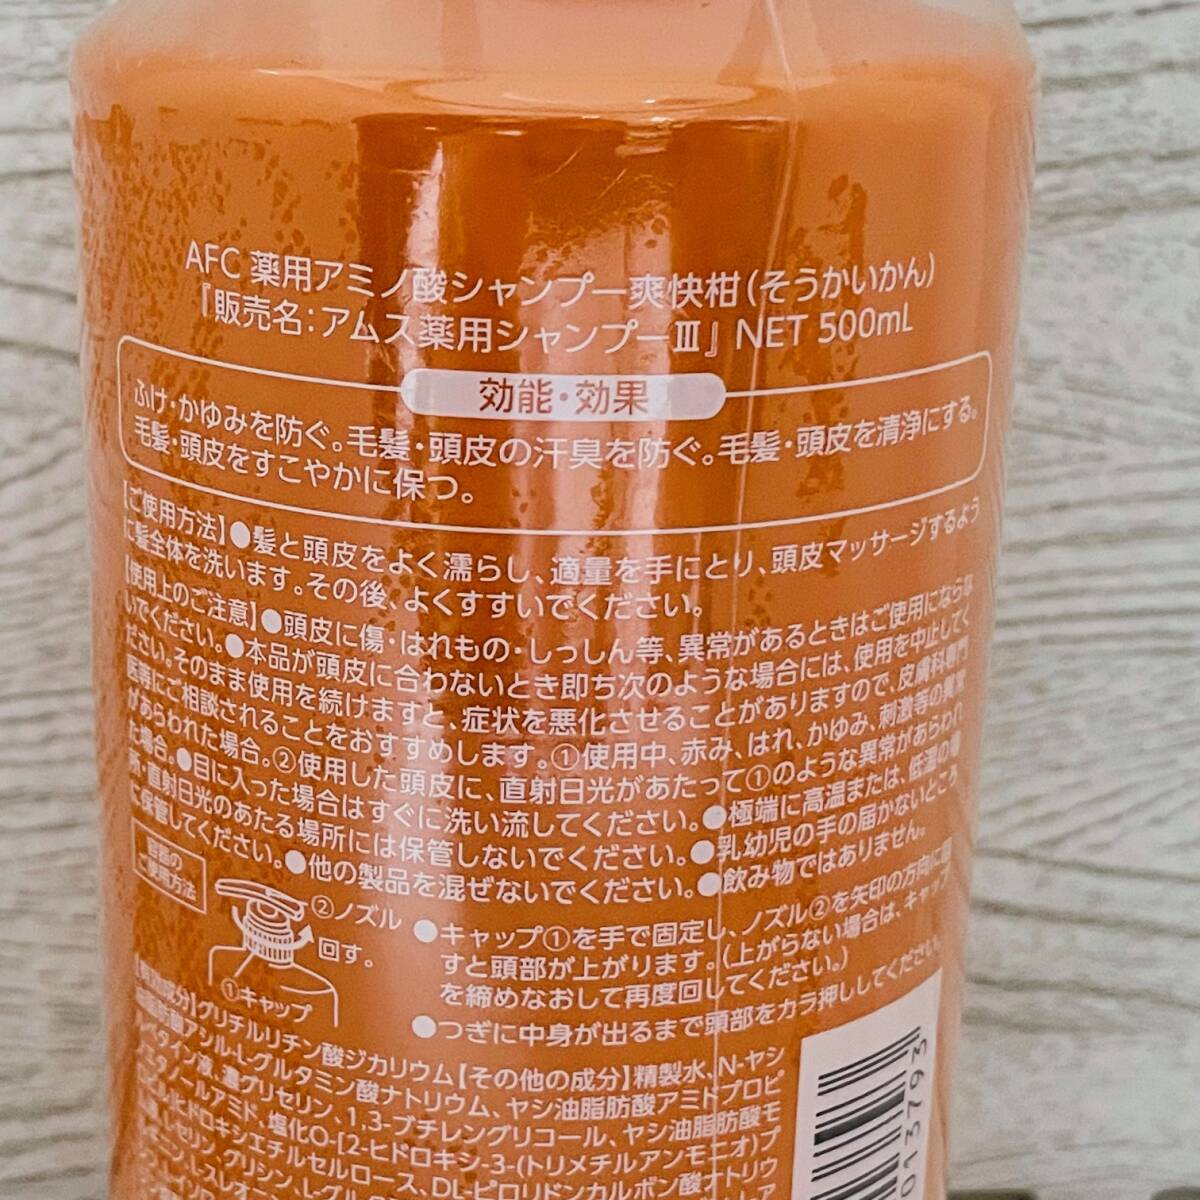 AFC 薬用アミノ酸シャンプー爽快柑(そうかいかん)
『販売名:アムス薬用シャンプーⅢ』 NET 500mL
効能・効果
ふけ・かゆみを防ぐ。毛髪・頭皮の汗臭を防ぐ。毛髪・頭皮を清浄にする。
毛髪・頭皮をすこやかに保つ。
【ご使用方法】●髪と頭皮をよく濡らし、適量を手にとり、頭皮マッサージするよう
に髪全体を洗います。その後、よくすすいでください。
【使用上のご注意】●頭皮に傷・はれもの・しっしん等、異常があるときはご使用にならな
いでください。●本品が頭皮に合わないとき即ち次のような場合には、使用を中止してく
ださい。そのまま使用を続けますと、症状を悪化させることがありますので、皮膚科専門
医等にご相談されることをおすすめします。①使用中、赤み、はれ、かゆみ、刺激等の異常
があらわれた場合。②使用した頭皮に、直射日光があたって①のような異常があらわれ
た場合。●目に入った場合はすぐに洗い流してください。●極端に高温または、低温の場
所・直射日光のあたる場所には保管しないでください。●乳幼児の手の届かないところ
に保管してください。●他の製品を混ぜないでください。●飲み物ではありません。
容器の
ご使用方法
②ノズル
回す。
①キャップ
●キャップ①を手で固定し、ノズル②を矢印の方向に回
すと頭部が上がります。(上がらない場合は、キャップ
を締めなおして再度回してください。)
●つぎに中身が出るまで頭部をカラ押ししてください。
グリチルリチン酸ジカリウム【その他の成分】精製水、N-ヤシ
油脂肪酸アシル-L-グルタミン酸ナトリウム、ヤシ油脂肪酸アミドプロピ
ルベタイン液、濃グリセリン、1,3-ブチレングリコール、ヤシ油脂肪酸モ
ノエタノールアミド、塩化O-[2-ヒドロキシ-3-(トリメチルアンモニオ)プ
ロピル]ヒドロキシエチルセルロース、DL-ピロリドンカルボン酸ナトリウ
L-セリン、グリシン、
013793